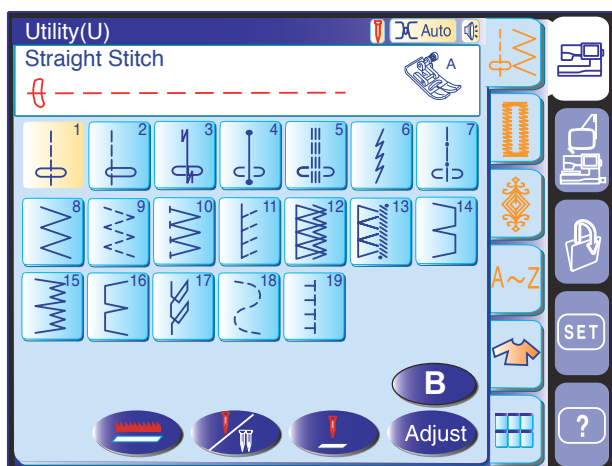 Utility(U)
Auto
Straight Stitch
A
1 2 3 4 5 6 7
8 9 10 11 12 13 14
15 16 17 18 19
B
Adjust
A~Z
SET
?